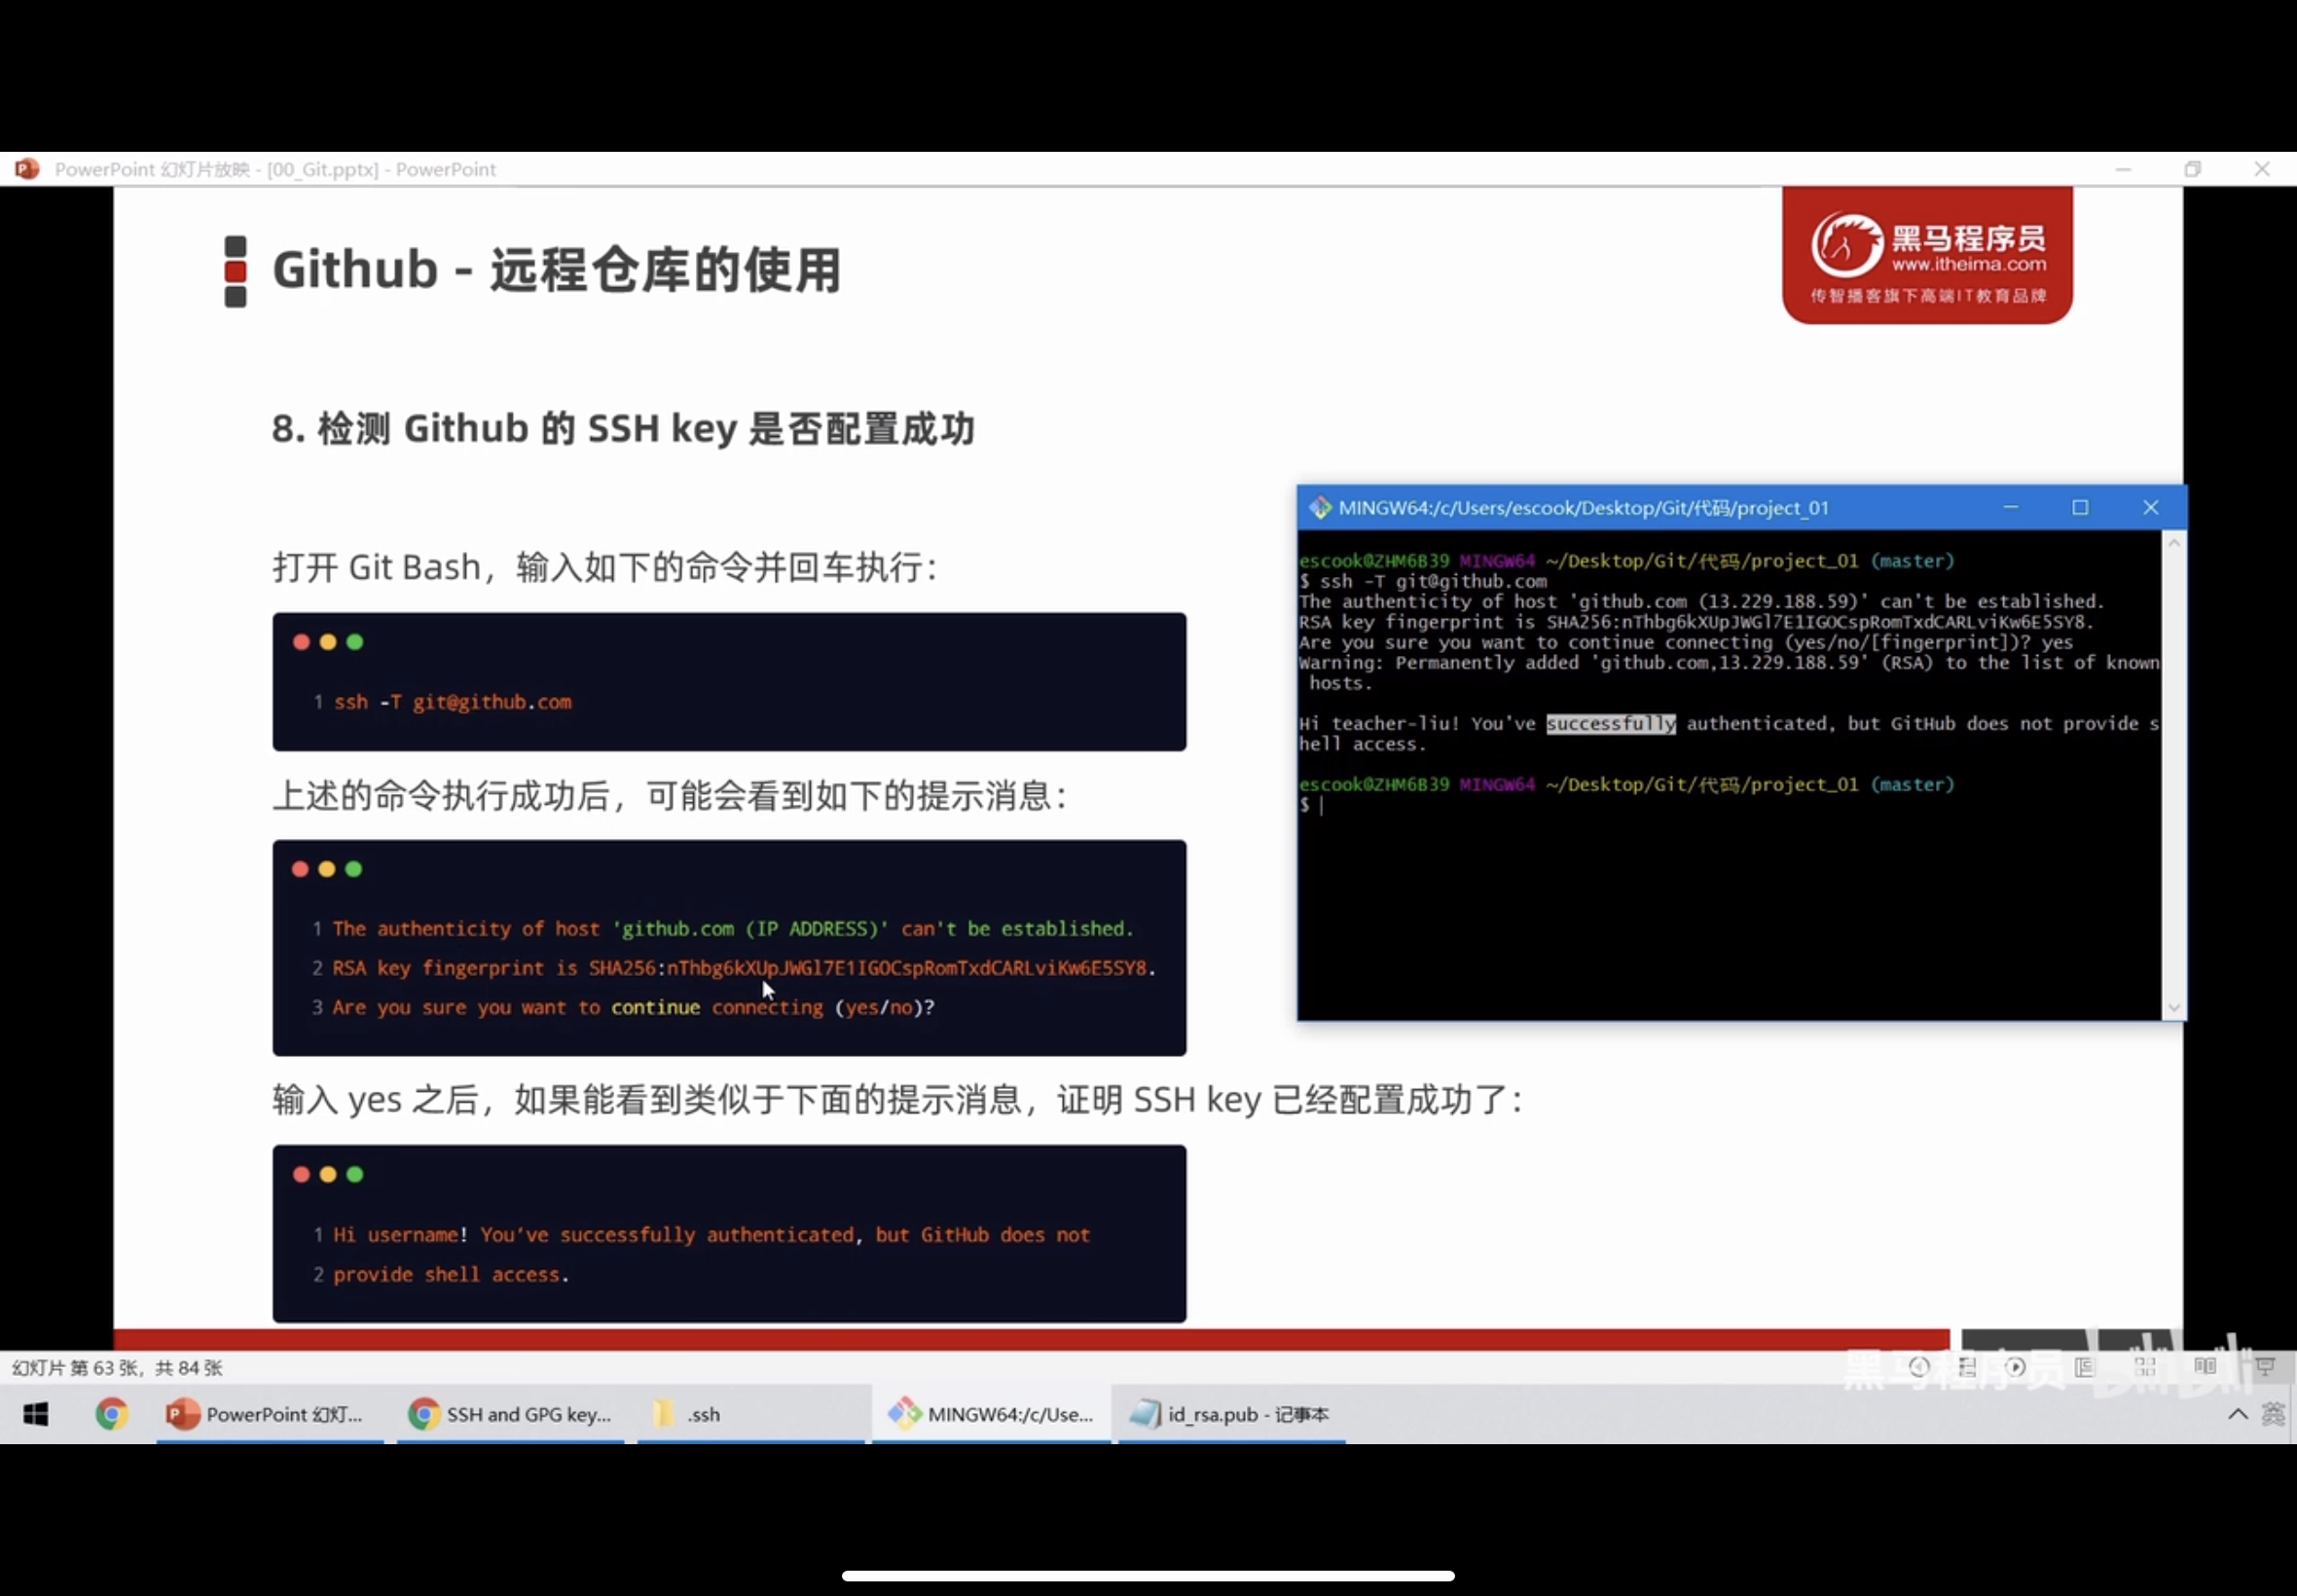 PowerPoint 幻灯片放映 - [00_Git.pptx] - PowerPoint
Github - 远程仓库的使用
黑马程序员
www.itheima.com
传智播客旗下高端IT教育品牌
8. 检测 Github 的 SSH key 是否配置成功
打开 Git Bash，输入如下的命令并回车执行：
1 ssh -T git@github.com
上述的命令执行成功后，可能会看到如下的提示消息：
1 The authenticity of host 'github.com (IP ADDRESS)' can't be established.
2 RSA key fingerprint is SHA256:nThbg6kXUpJWGl7E1IGOCspRomTxdCARLviKw6E5SY8.
3 Are you sure you want to continue connecting (yes/no)?
输入 yes 之后，如果能看到类似于下面的提示消息，证明 SSH key 已经配置成功了：
1 Hi username! You've successfully authenticated, but GitHub does not
2 provide shell access.
MINGW64:/c/Users/escook/Desktop/Git/代码/project_01
escook@ZHM6B39 MINGW64 ~/Desktop/Git/代码/project_01 (master)
$ ssh -T git@github.com
The authenticity of host 'github.com (13.229.188.59)' can't be established.
RSA key fingerprint is SHA256:nThbg6kXUpJWGl7E1IGOCspRomTxdCARLviKw6E5SY8.
Are you sure you want to continue connecting (yes/no/[fingerprint])? yes
Warning: Permanently added 'github.com,13.229.188.59' (RSA) to the list of known
 hosts.
Hi teacher-liu! You've successfully authenticated, but GitHub does not provide s
hell access.
escook@ZHM6B39 MINGW64 ~/Desktop/Git/代码/project_01 (master)
$
幻灯片 第 63 张，共 84 张
黑马程序员 bilibili
PowerPoint 幻灯...
SSH and GPG key...
.ssh
MINGW64:/c/Use...
id_rsa.pub - 记事本
英